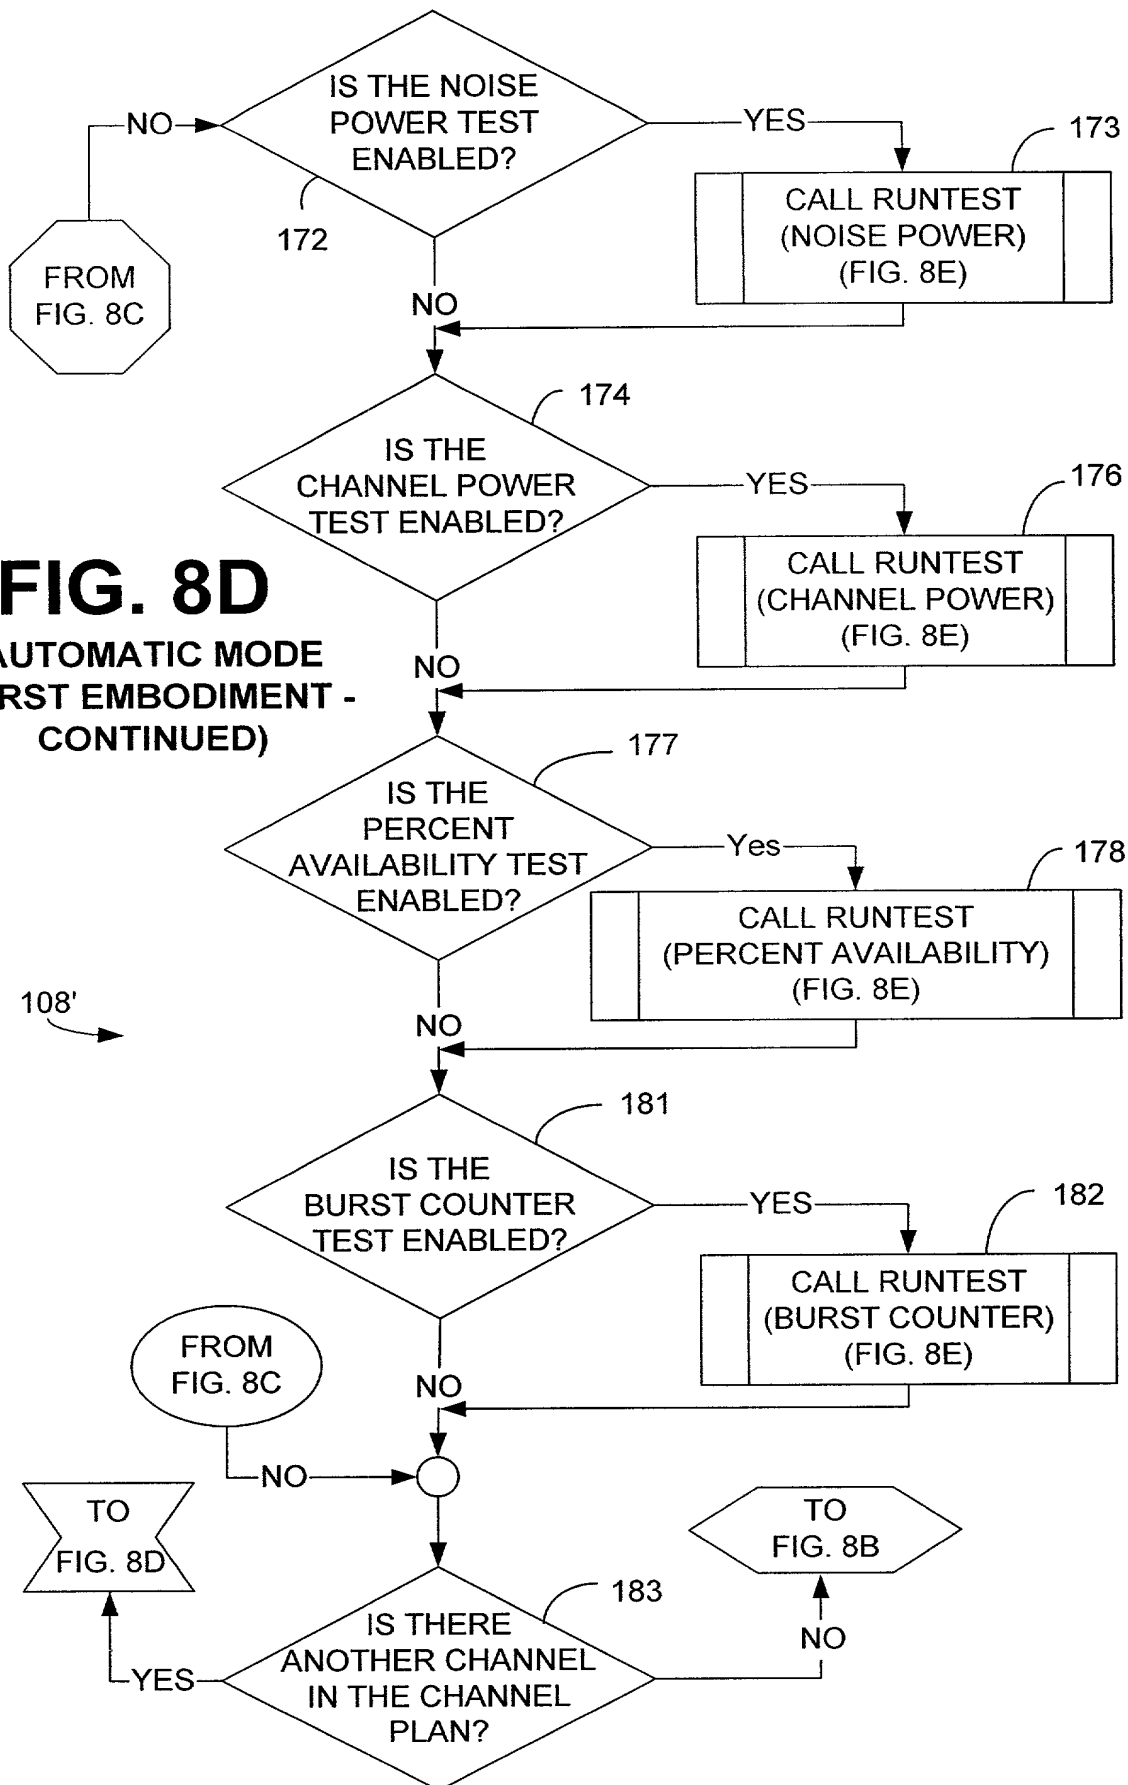 IS THE NOISE
POWER TEST
ENABLED?
NO
YES
173
172
CALL RUNTEST
(NOISE POWER)
(FIG. 8E)
FROM
FIG. 8C
NO
174
IS THE
CHANNEL POWER
TEST ENABLED?
YES
176
CALL RUNTEST
(CHANNEL POWER)
(FIG. 8E)
FIG. 8D
AUTOMATIC MODE
RST EMBODIMENT -
CONTINUED)
NO
177
IS THE
PERCENT
AVAILABILITY TEST
ENABLED?
Yes
178
CALL RUNTEST
(PERCENT AVAILABILITY)
(FIG. 8E)
108'
NO
181
IS THE
BURST COUNTER
TEST ENABLED?
YES
182
CALL RUNTEST
(BURST COUNTER)
(FIG. 8E)
FROM
FIG. 8C
NO
NO
TO
FIG. 8D
TO
FIG. 8B
183
IS THERE
ANOTHER CHANNEL
IN THE CHANNEL
PLAN?
YES
NO